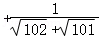 + 1/(√102 + √101)